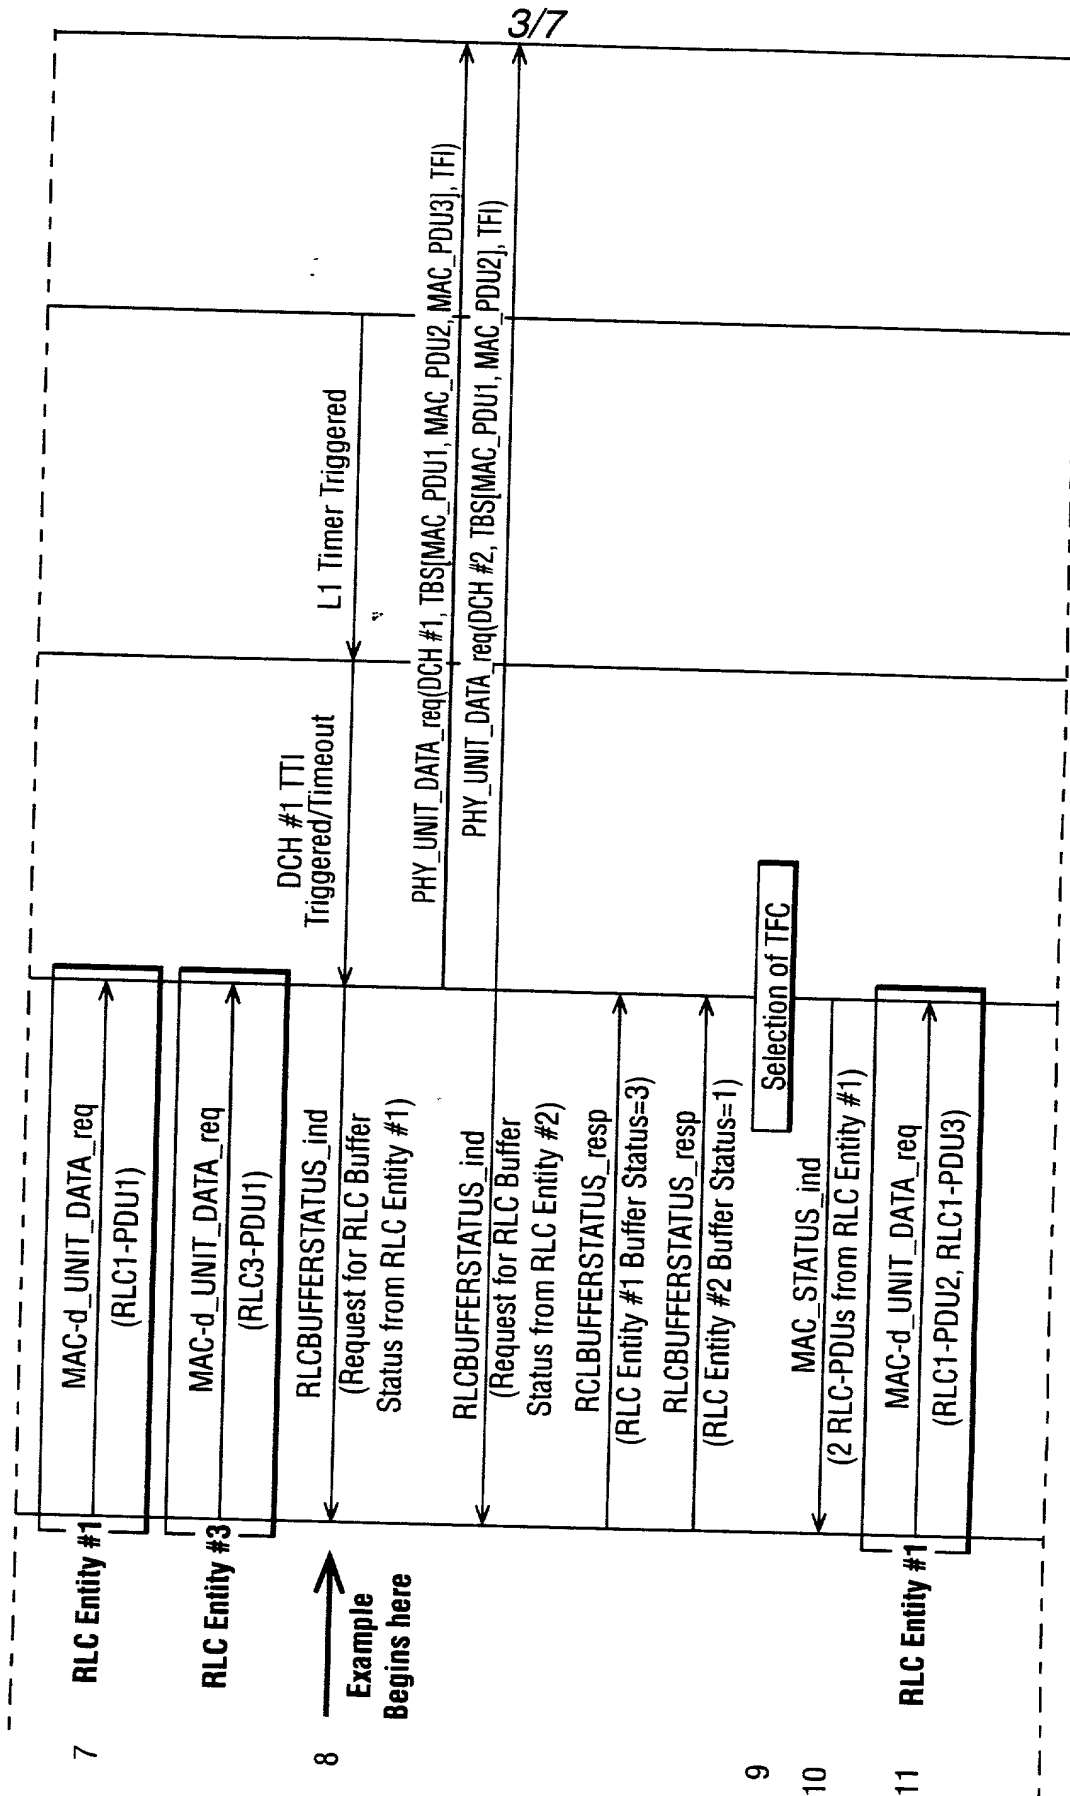 3/7
7
RLC Entity #1
MAC-d_UNIT_DATA_req
(RLC1-PDU1)
RLC Entity #3
MAC-d_UNIT_DATA_req
(RLC3-PDU1)
8
Example
Begins here
L1 Timer Triggered
DCH #1 TTI
Triggered/Timeout
RLCBUFFERSTATUS_ind
(Request for RLC Buffer
Status from RLC Entity #1)
PHY_UNIT_DATA_req(DCH #1, TBS[MAC_PDU1, MAC_PDU2, MAC_PDU3], TFI)
PHY_UNIT_DATA_req(DCH #2, TBS[MAC_PDU1, MAC_PDU2], TFI)
RLCBUFFERSTATUS_ind
(Request for RLC Buffer
Status from RLC Entity #2)
RCLBUFFERSTATUS_resp
(RLC Entity #1 Buffer Status=3)
RLCBUFFERSTATUS_resp
(RLC Entity #2 Buffer Status=1)
9
Selection of TFC
10
MAC_STATUS_ind
(2 RLC-PDUs from RLC Entity #1)
11
RLC Entity #1
MAC-d_UNIT_DATA_req
(RLC1-PDU2, RLC1-PDU3)